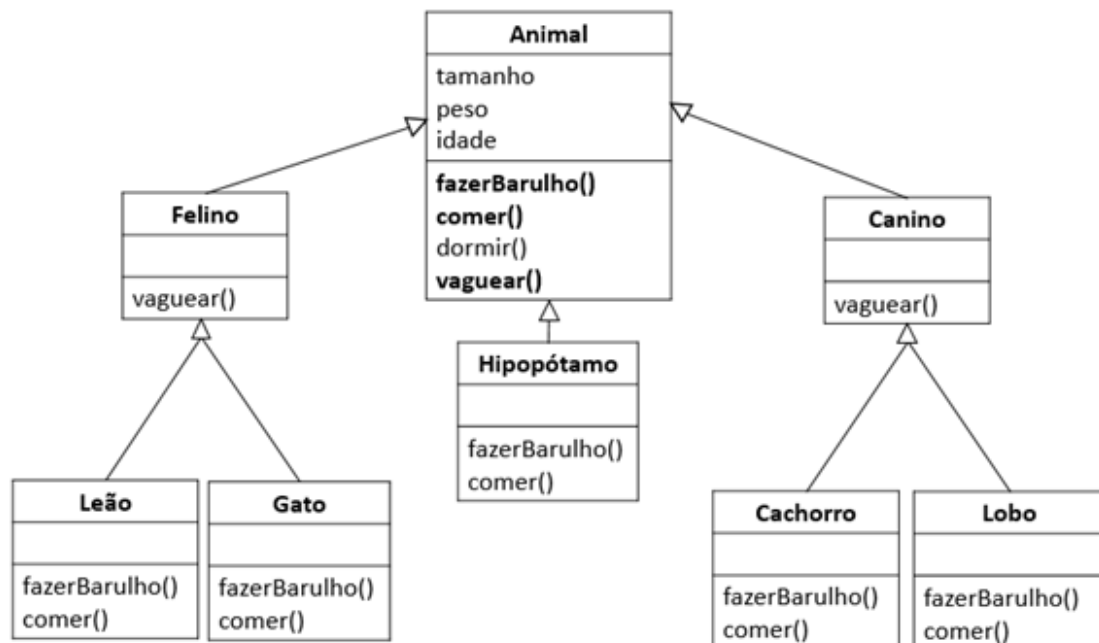 Animal
tamanho
peso
idade
fazerBarulho()
comer()
dormir()
vaguear()
Felino
vaguear()
Canino
vaguear()
Hipopótamo
fazerBarulho()
comer()
Leão
fazerBarulho()
comer()
Gato
fazerBarulho()
comer()
Cachorro
fazerBarulho()
comer()
Lobo
fazerBarulho()
comer()